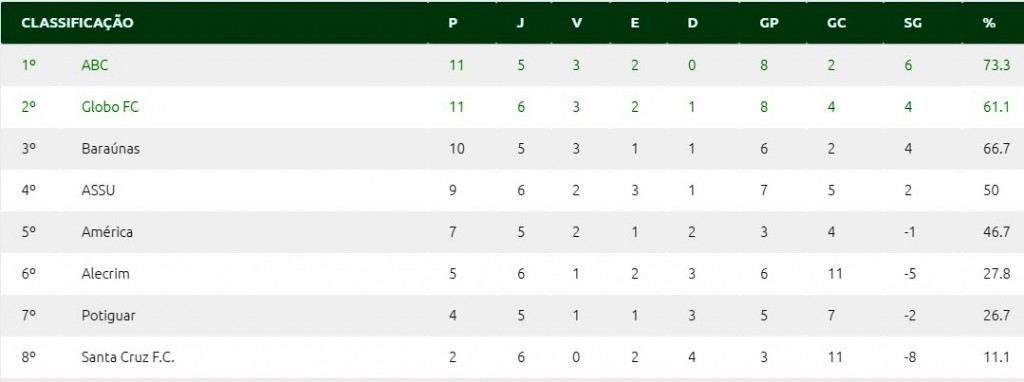 CLASSIFICAÇÃO P J V E D GP GC SG %
1º ABC 11 5 3 2 0 8 2 6 73.3
2º Globo FC 11 6 3 2 1 8 4 4 61.1
3º Baraúnas 10 5 3 1 1 6 2 4 66.7
4º ASSU 9 6 2 3 1 7 5 2 50
5º América 7 5 2 1 2 3 4 -1 46.7
6º Alecrim 5 6 1 2 3 6 11 -5 27.8
7º Potiguar 4 5 1 1 3 5 7 -2 26.7
8º Santa Cruz F.C. 2 6 0 2 4 3 11 -8 11.1